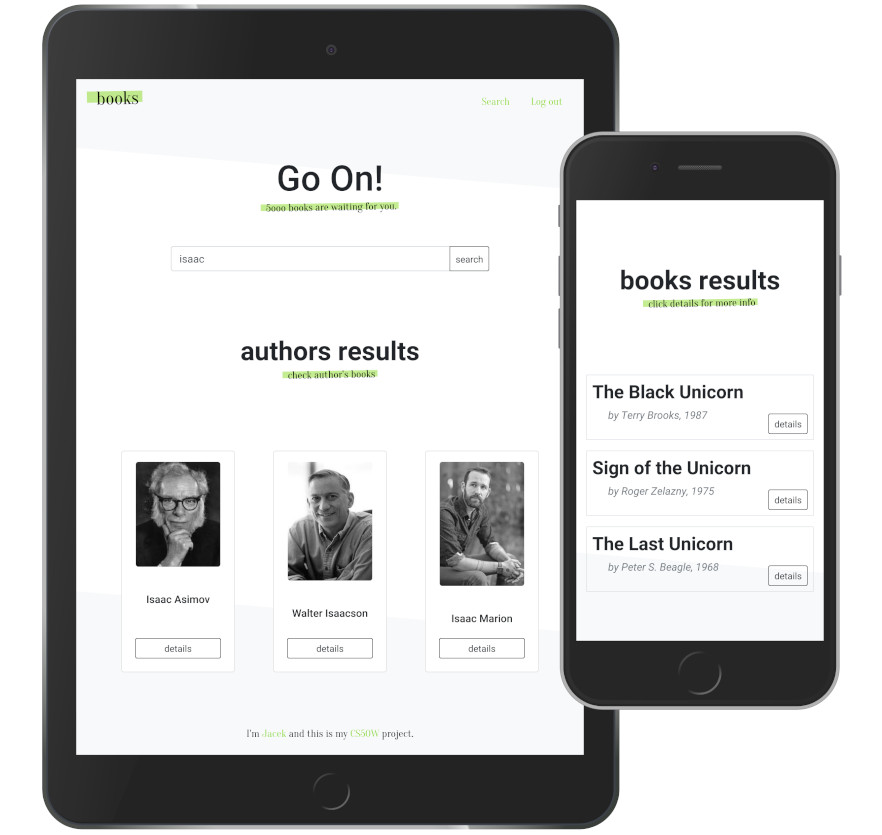 books
Search
Log out
Go On!
5000 books are waiting for you.
isaac
search
authors results
check author's books
Isaac Asimov
Walter Isaacson
Isaac Marion
details
details
details
I'm Jacek and this is my CS50W project.
books results
click details for more info
The Black Unicorn
by Terry Brooks, 1987
details
Sign of the Unicorn
by Roger Zelazny, 1975
details
The Last Unicorn
by Peter S. Beagle, 1968
details